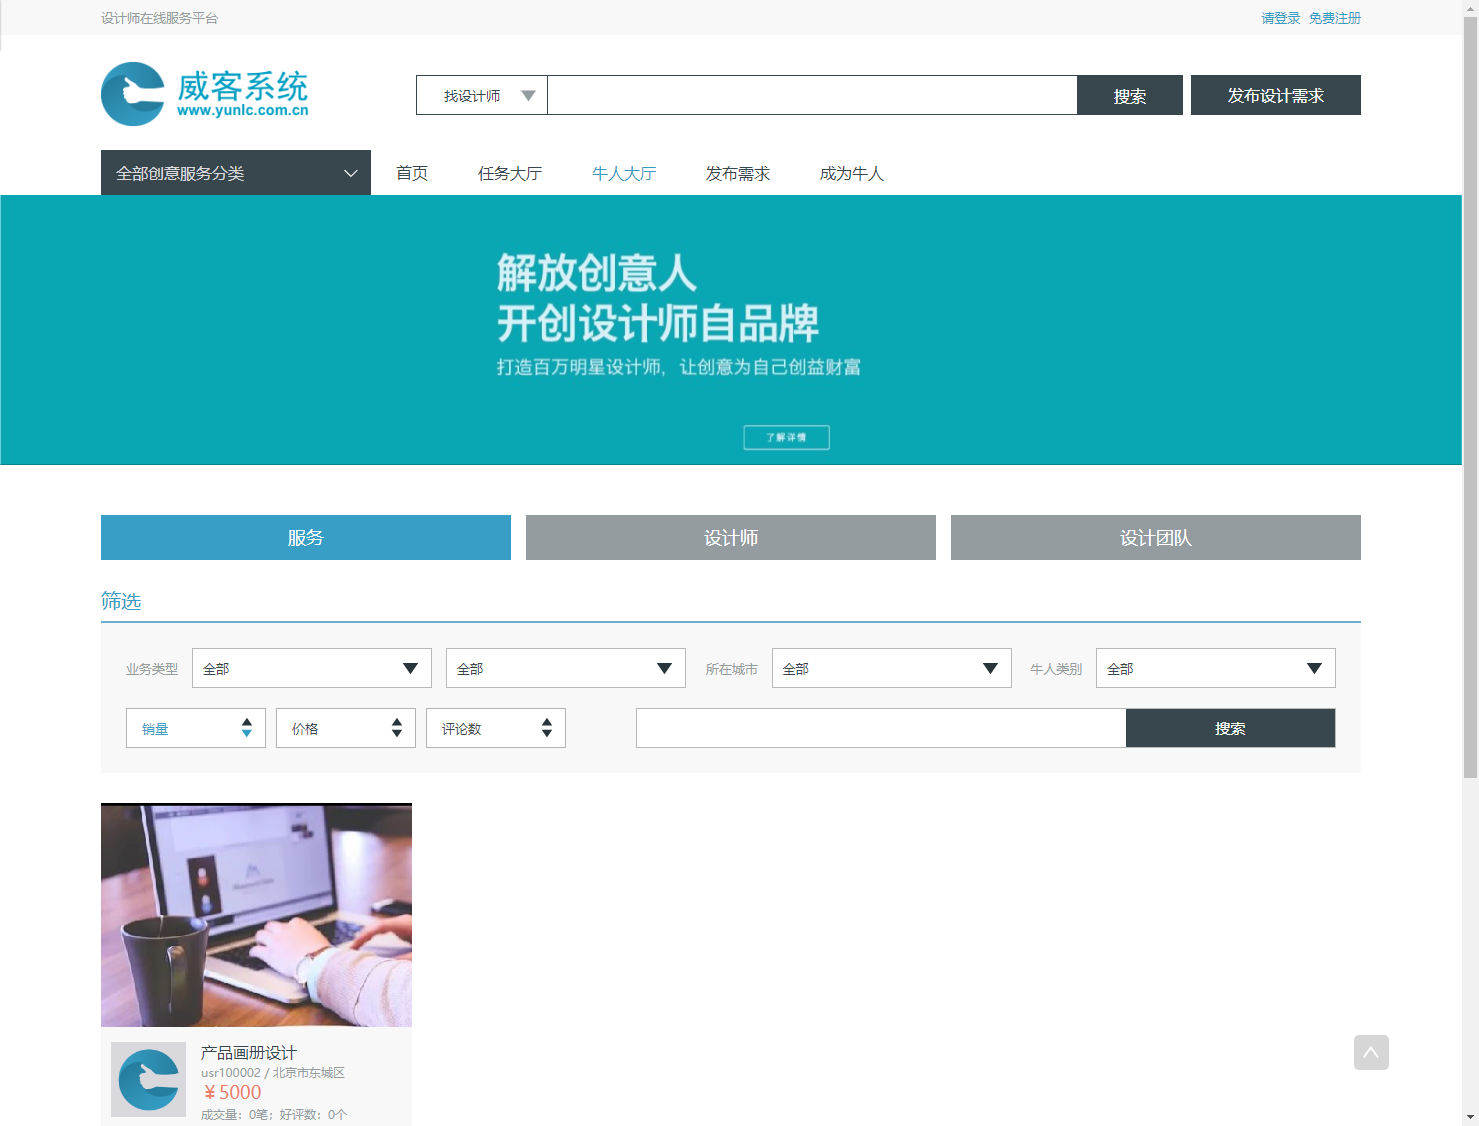 设计师在线服务平台
请登录 免费注册
威客系统
www.yunlc.com.cn
找设计师
搜索
发布设计需求
全部创意服务分类
首页
任务大厅
牛人大厅
发布需求
成为牛人
解放创意人
开创设计师自品牌
打造百万明星设计师，让创意为自己创益财富
了解详情
服务
设计师
设计团队
筛选
业务类型
全部
全部
所在城市
全部
牛人类别
全部
销量
价格
评论数
搜索
产品画册设计
usr100002 / 北京市东城区
￥5000
成交量：0笔；好评数：0个